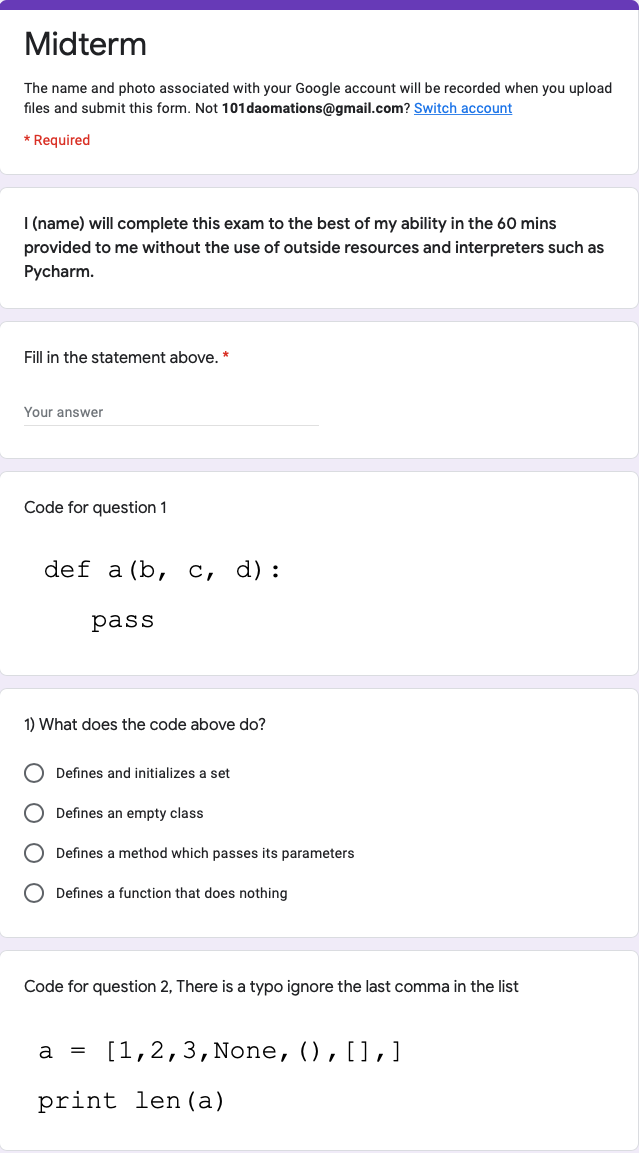 Midterm
The name and photo associated with your Google account will be recorded when you upload
files and submit this form. Not 101daomations@gmail.com? Switch account
* Required
I (name) will complete this exam to the best of my ability in the 60 mins
provided to me without the use of outside resources and interpreters such as
Pycharm.
Fill in the statement above. *
Your answer
Code for question 1
def a(b, c, d):
pass
1) What does the code above do?
Defines and initializes a set
Defines an empty class
Defines a method which passes its parameters
Defines a function that does nothing
Code for question 2, There is a typo ignore the last comma in the list
a = [1,2,3,None,(),[],]
print len(a)